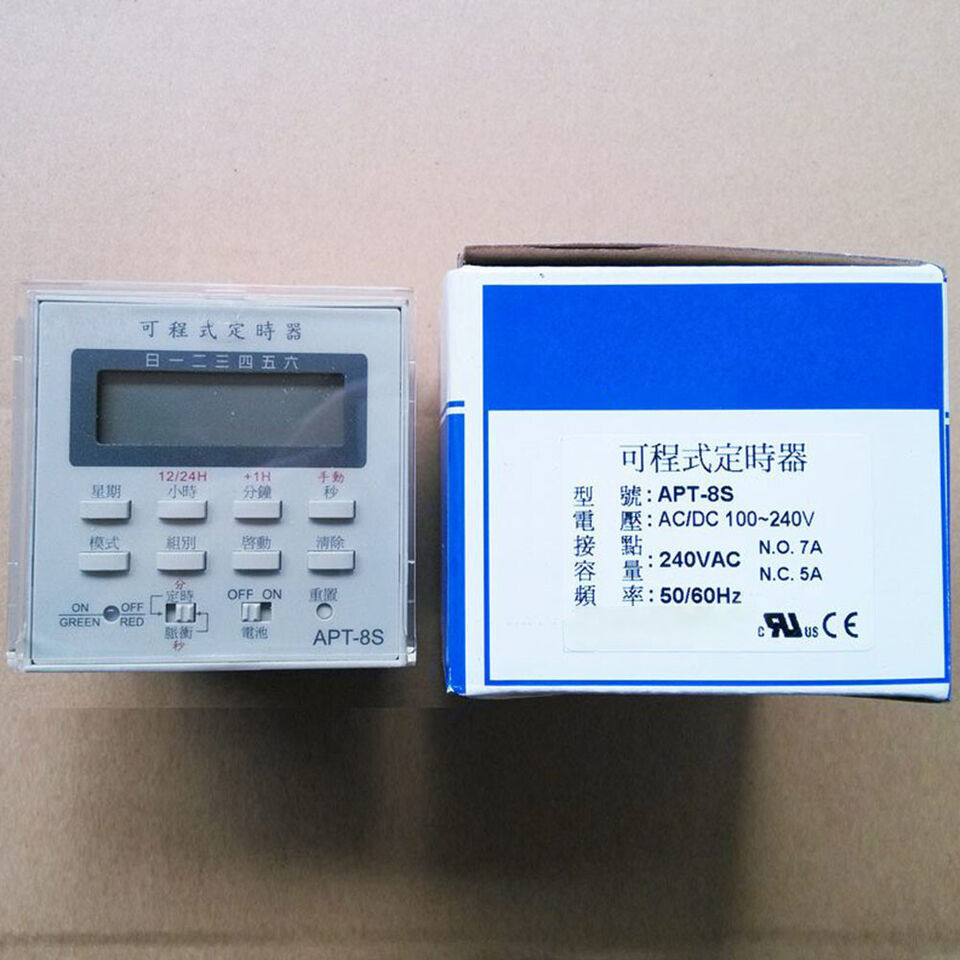 可程式定時器
日一二三四五六
12/24H +1H 手動
星期 小時 分鐘 秒
模式 組別 啓動 清除
分
ON OFF 定時 OFF ON 重置
GREEN RED 脈衝 電池
秒
APT-8S
可程式定時器
型號：APT-8S
電壓：AC/DC 100~240V
接點容量：240VAC N.O. 7A
N.C. 5A
頻率：50/60Hz
c RU US CE